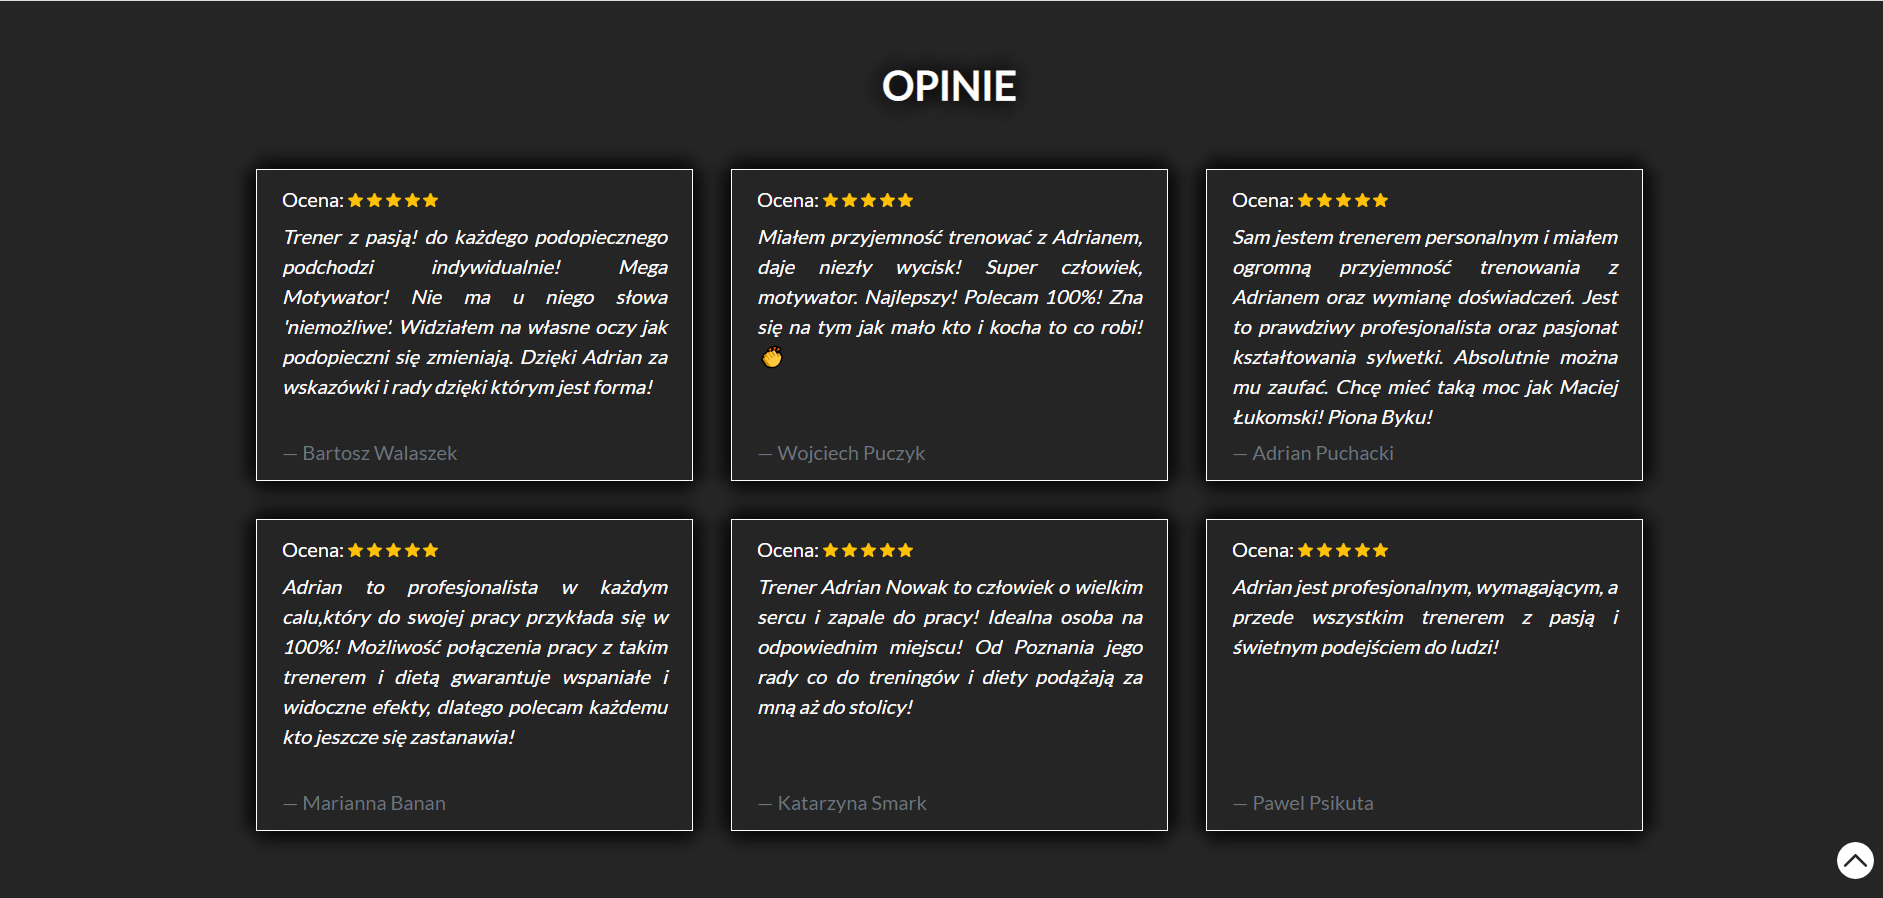 OPINIE
Ocena:
Trener z pasją! do każdego podopiecznego
podchodzi indywidualnie! Mega
Motywator! Nie ma u niego słowa
'niemożliwe'. Widziałem na własne oczy jak
podopieczni się zmieniają. Dzięki Adrian za
wskazówki i rady dzięki którym jest forma!
— Bartosz Walaszek
Ocena:
Miałem przyjemność trenować z Adrianem,
daje niezły wycisk! Super człowiek,
motywator. Najlepszy! Polecam 100%! Zna
się na tym jak mało kto i kocha to co robi!
👏
— Wojciech Puczyk
Ocena:
Sam jestem trenerem personalnym i miałem
ogromną przyjemność trenowania z
Adrianem oraz wymianę doświadczeń. Jest
to prawdziwy profesjonalista oraz pasjonat
kształtowania sylwetki. Absolutnie można
mu zaufać. Chcę mieć taką moc jak Maciej
Łukomski! Piona Byku!
— Adrian Puchacki
Ocena:
Adrian to profesjonalista w każdym
calu,który do swojej pracy przykłada się w
100%! Możliwość połączenia pracy z takim
trenerem i dietą gwarantuje wspaniałe i
widoczne efekty, dlatego polecam każdemu
kto jeszcze się zastanawia!
— Marianna Banan
Ocena:
Trener Adrian Nowak to człowiek o wielkim
sercu i zapale do pracy! Idealna osoba na
odpowiednim miejscu! Od Poznania jego
rady co do treningów i diety podążają za
mną aż do stolicy!
— Katarzyna Smark
Ocena:
Adrian jest profesjonalnym, wymagającym, a
przede wszystkim trenerem z pasją i
świetnym podejściem do ludzi!
— Pawel Psikuta